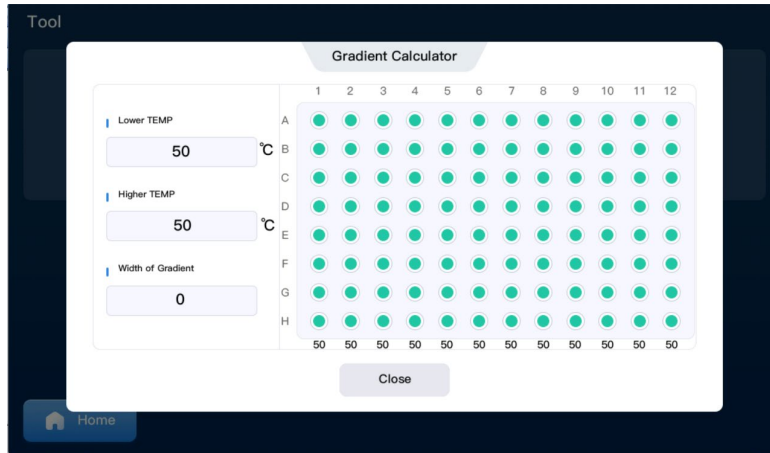 Tool
Gradient Calculator
1 2 3 4 5 6 7 8 9 10 11 12
Lower TEMP
A
50 °C
B
C
Higher TEMP
D
50 °C
E
Width of Gradient
F
0
G
H
50 50 50 50 50 50 50 50 50 50 50 50
Close
Home